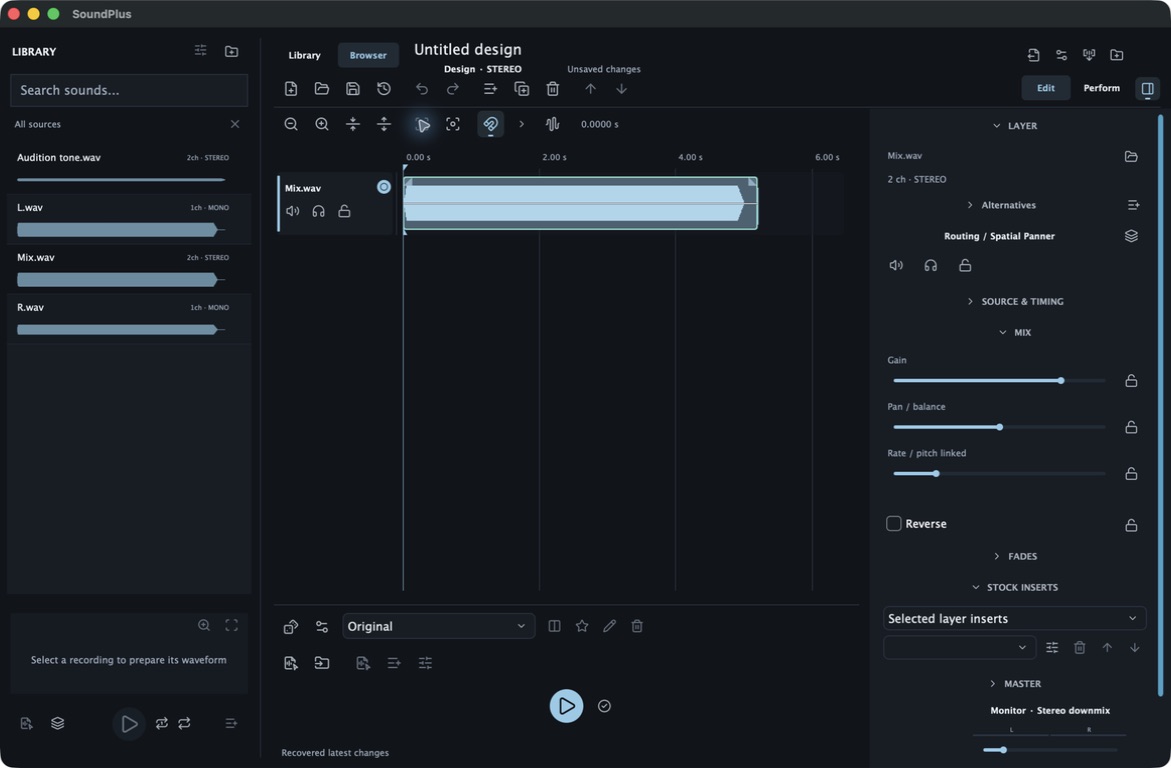 SoundPlus
LIBRARY
Search sounds...
All sources
Audition tone.wav
2ch - STEREO
L.wav
1ch - MONO
Mix.wav
2ch - STEREO
R.wav
1ch - MONO
Select a recording to prepare its waveform
Library
Browser
Untitled design
Design · STEREO
Unsaved changes
Edit
Perform
0.0000 s
0.00 s
2.00 s
4.00 s
6.00 s
Mix.wav
Original
Recovered latest changes
LAYER
Mix.wav
2 ch - STEREO
Alternatives
Routing / Spatial Panner
SOURCE & TIMING
MIX
Gain
Pan / balance
Rate / pitch linked
Reverse
FADES
STOCK INSERTS
Selected layer inserts
MASTER
Monitor · Stereo downmix
L
R